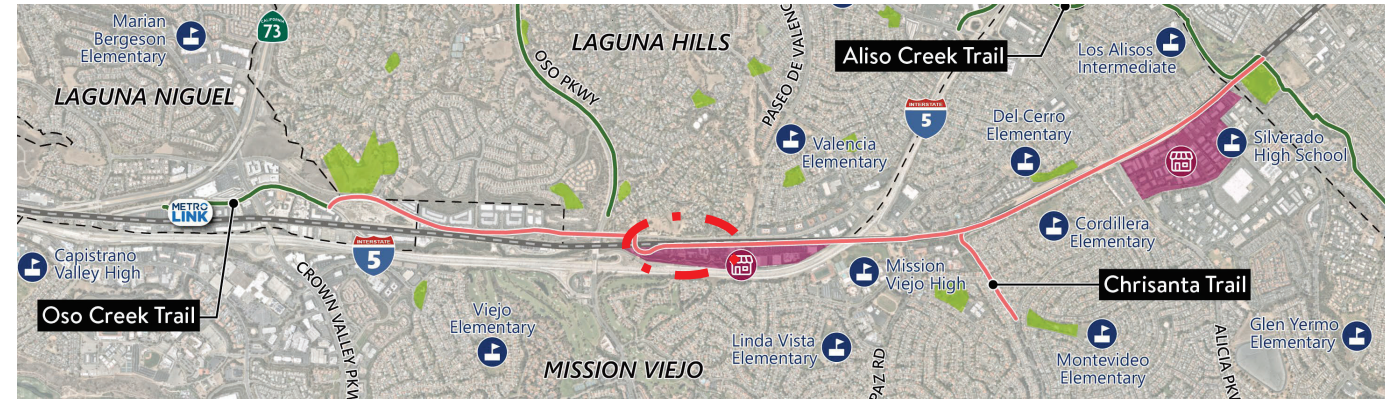 Marian
Bergeson
Elementary
CALIFORNIA
73
LAGUNA HILLS
OSO PKWY
PASEO DE VALENC
Aliso Creek Trail
Los Alisos
Intermediate
LAGUNA NIGUEL
INTERSTATE
5
Del Cerro
Elementary
Valencia
Elementary
Silverado
High School
METRO
LINK
INTERSTATE
5
Cordillera
Elementary
Capistrano
Valley High
Mission
Viejo High
Chrisanta Trail
Oso Creek Trail
CROWN VALLEY PKW
Viejo
Elementary
Linda Vista
Elementary
MISSION VIEJO
PAZ RD
Montevideo
Elementary
ALICIA PKW
Glen Yermo
Elementary